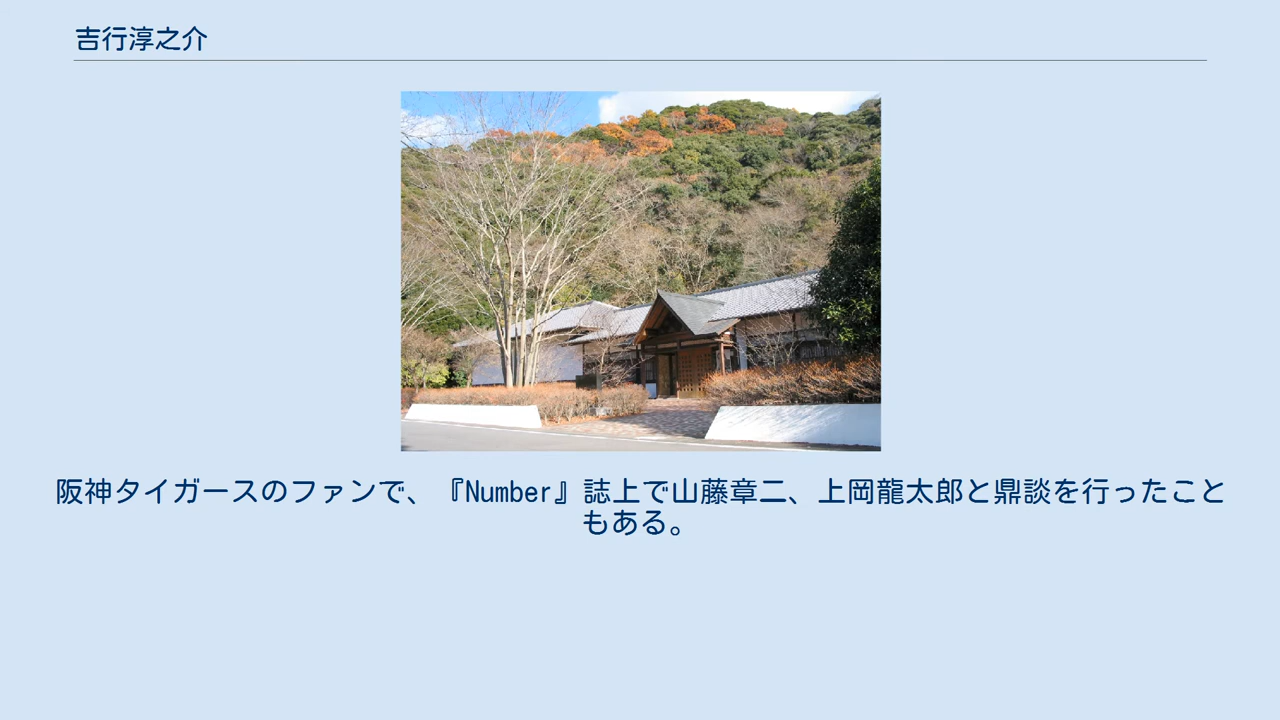 吉行淳之介
阪神タイガースのファンで、『Number』誌上で山藤章二、上岡龍太郎と鼎談を行ったこと
もある。